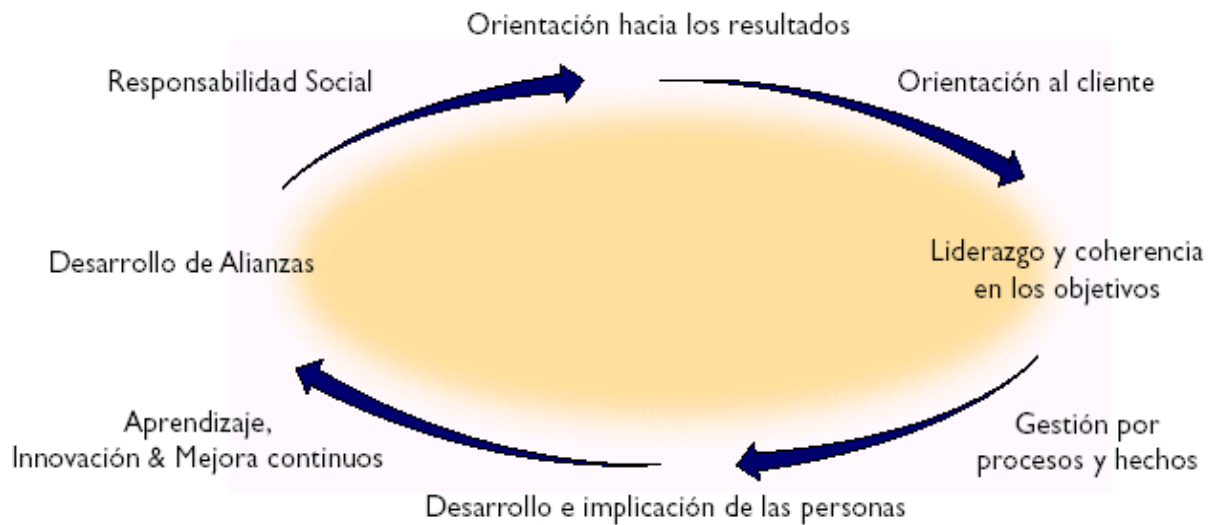 Orientación hacia los resultados
Responsabilidad Social
Orientación al cliente
Desarrollo de Alianzas
Liderazgo y coherencia
en los objetivos
Aprendizaje,
Innovación & Mejora continuos
Gestión por
procesos y hechos
Desarrollo e implicación de las personas